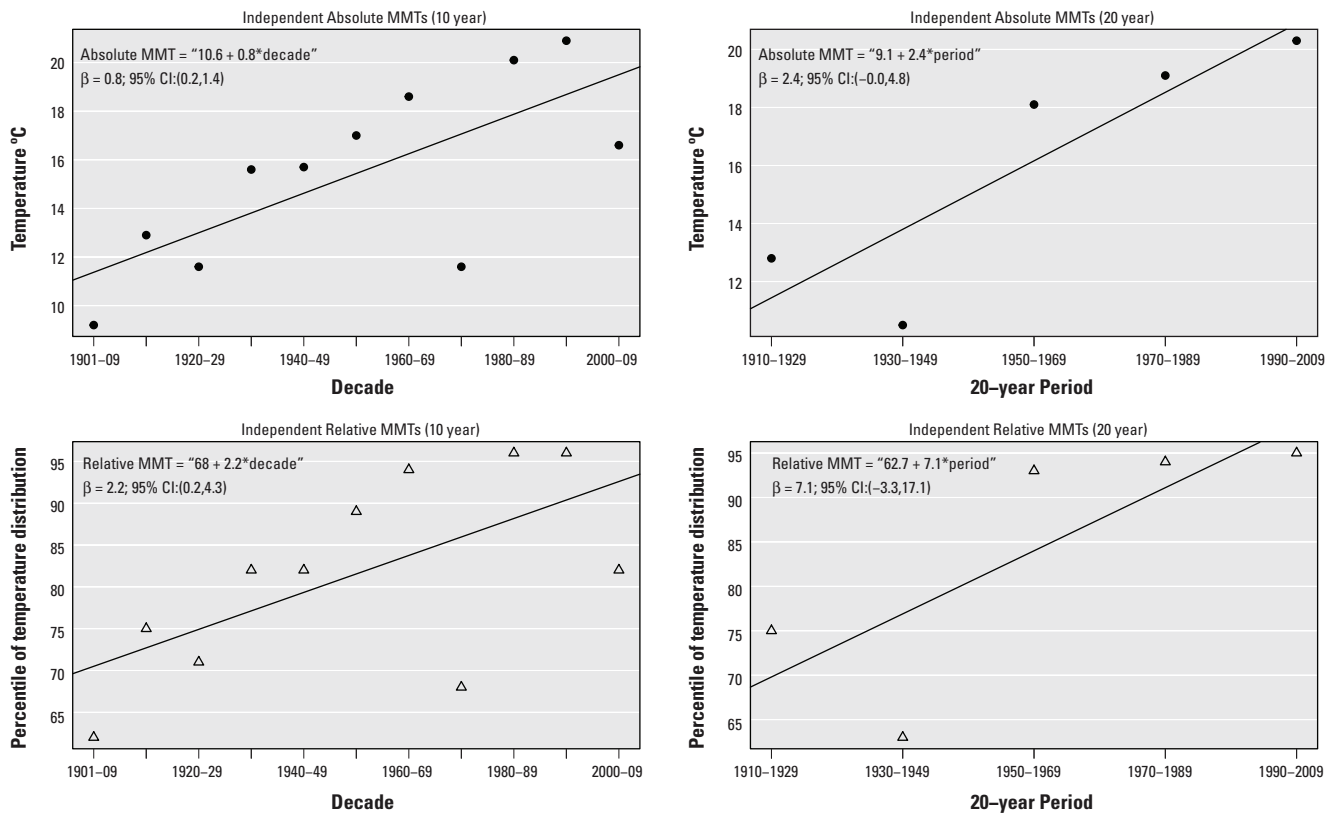 Independent Absolute MMTs (10 year)
Absolute MMT = “10.6 + 0.8*decade”
β = 0.8; 95% CI:(0.2,1.4)
Temperature ºC
20
18
16
14
12
10
1901–09
1920–29
1940–49
1960–69
1980–89
2000–09
Decade
Independent Absolute MMTs (20 year)
Absolute MMT = “9.1 + 2.4*period”
β = 2.4; 95% CI:(−0.0,4.8)
Temperature ºC
20
18
16
14
12
1910–1929
1930–1949
1950–1969
1970–1989
1990–2009
20–year Period
Independent Relative MMTs (10 year)
Relative MMT = “68 + 2.2*decade”
β = 2.2; 95% CI:(0.2,4.3)
Percentile of temperature distribution
95
90
85
80
75
70
65
1901–09
1920–29
1940–49
1960–69
1980–89
2000–09
Decade
Independent Relative MMTs (20 year)
Relative MMT = “62.7 + 7.1*period”
β = 7.1; 95% CI:(−3.3,17.1)
Percentile of temperature distribution
95
90
85
80
75
70
65
1910–1929
1930–1949
1950–1969
1970–1989
1990–2009
20–year Period